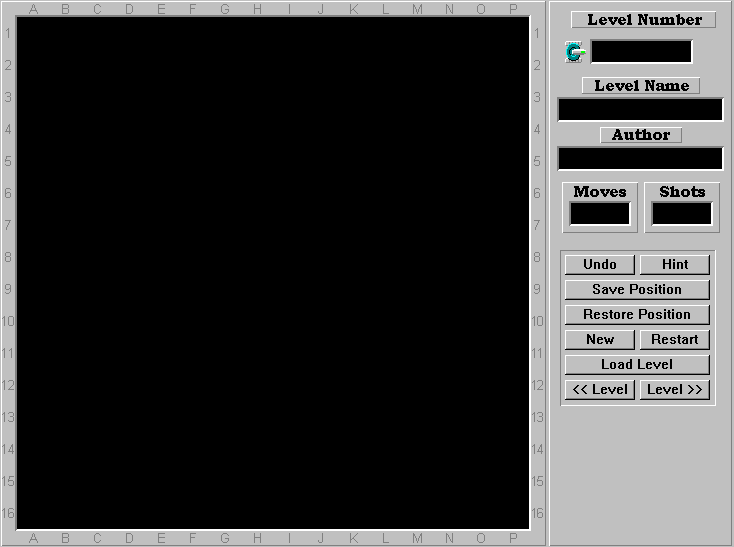 A B C D E F G H I J K L M N O P
1
2
3
4
5
6
7
8
9
10
11
12
13
14
15
16
A B C D E F G H I J K L M N O P
1
2
3
4
5
6
7
8
9
10
11
12
13
14
15
16
Level Number
Level Name
Author
Moves Shots
Undo Hint
Save Position
Restore Position
New Restart
Load Level
<< Level Level >>